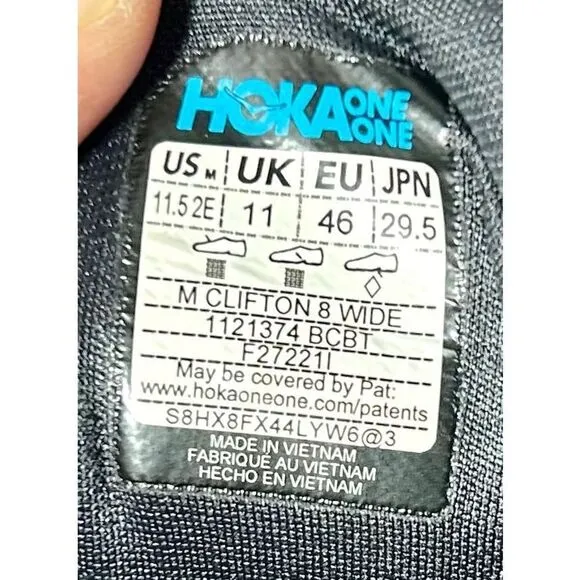 HOKA ONE ONE
US M UK EU JPN
11.5 2E 11 46 29.5
M CLIFTON 8 WIDE
1121374 BCBT
F27221I
May be covered by Pat:
www.hokaoneone.com/patents
S8HX8FX44LYW6@3
MADE IN VIETNAM
FABRIQUÉ AU VIETNAM
HECHO EN VIETNAM